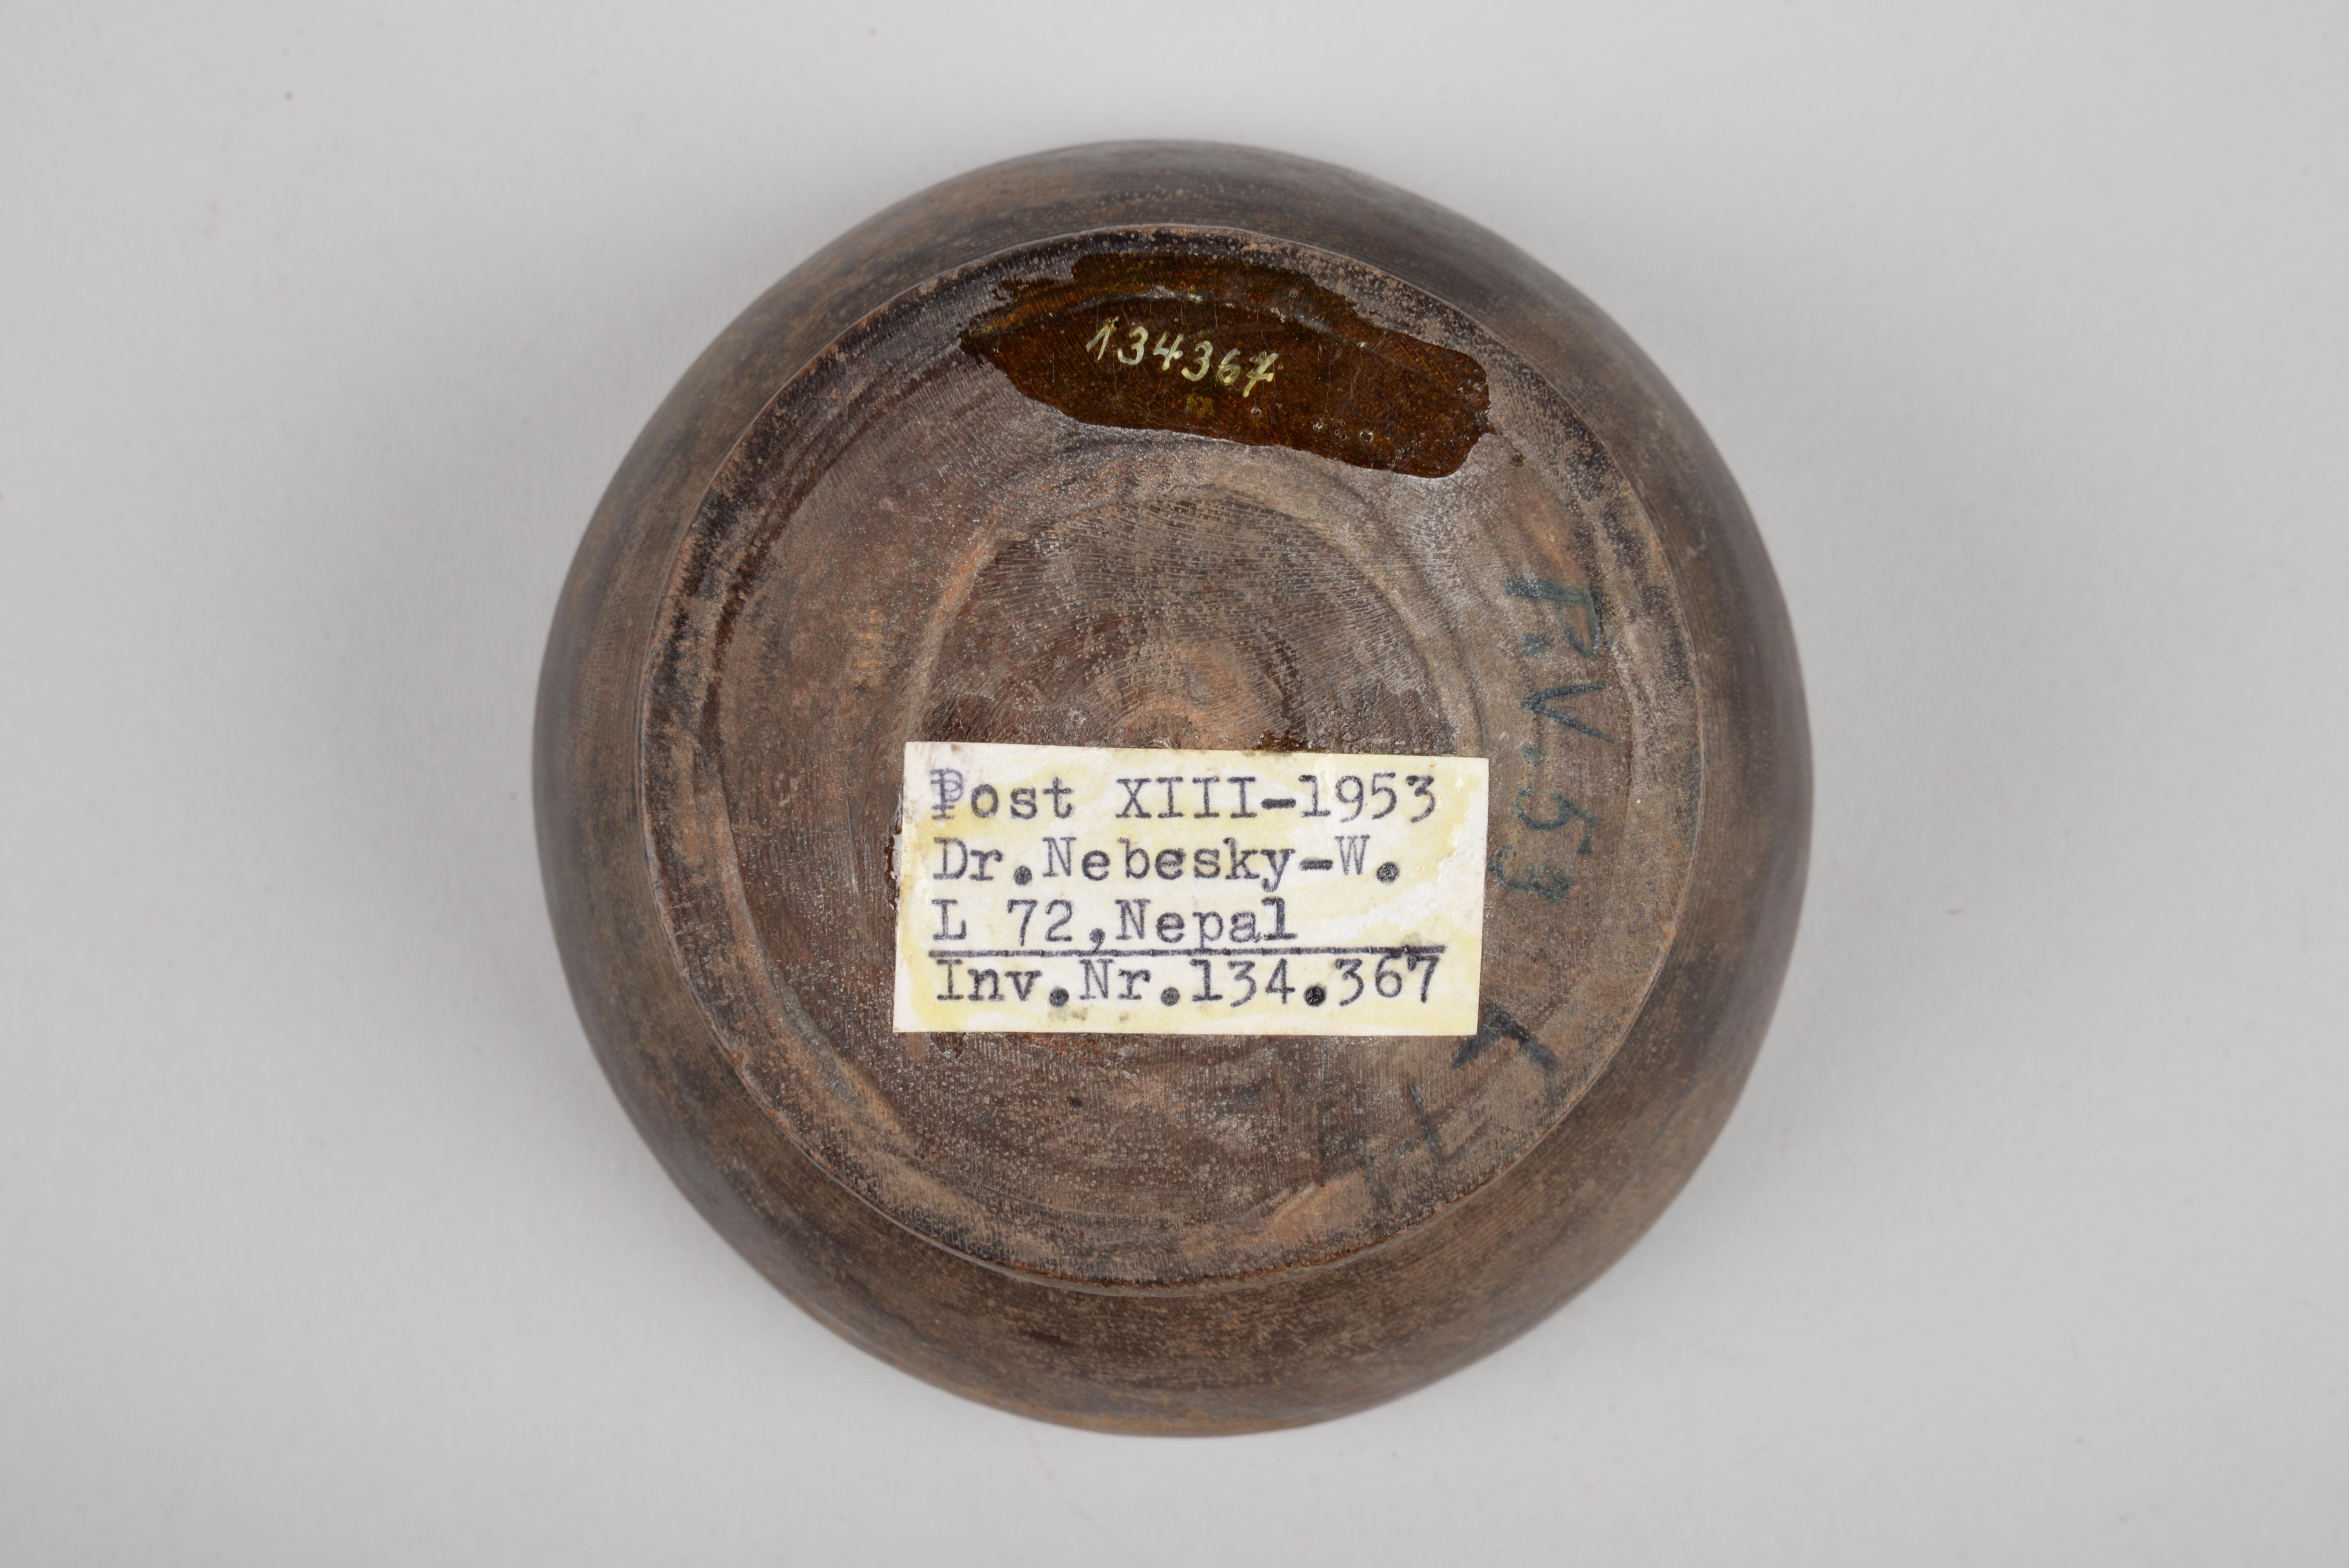 134367
Post XIII-1953
Dr.Nebesky-W.
L 72,Nepal
Inv.Nr.134.367